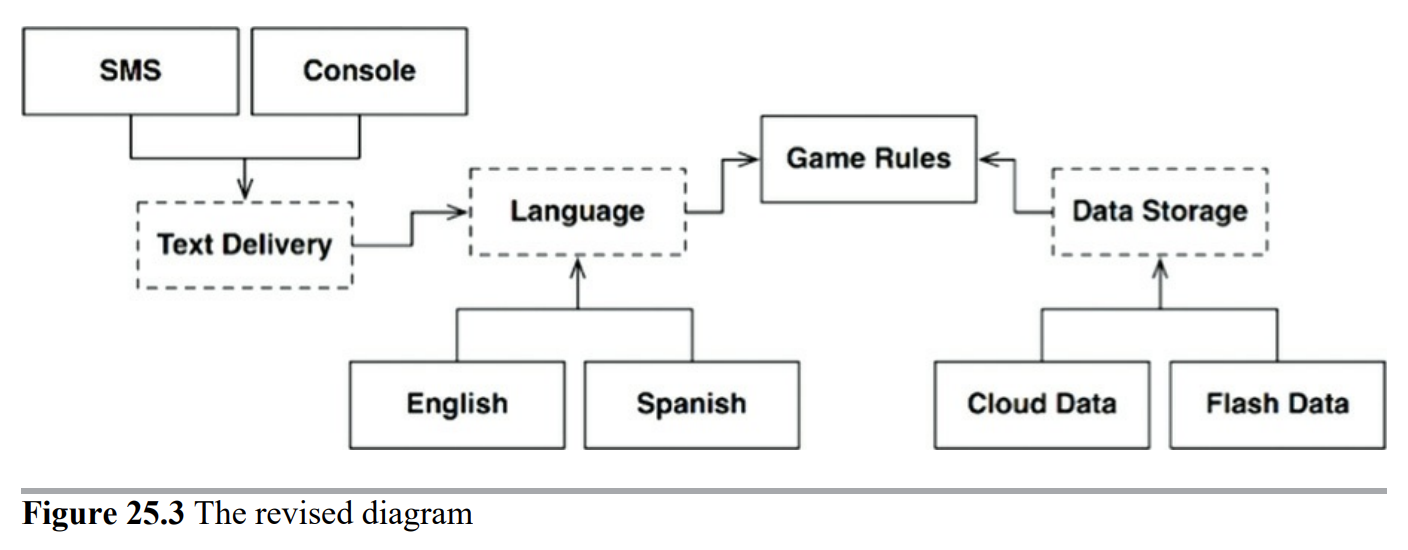 SMS
Console
Game Rules
Language
Data Storage
Text Delivery
English
Spanish
Cloud Data
Flash Data
Figure 25.3 The revised diagram